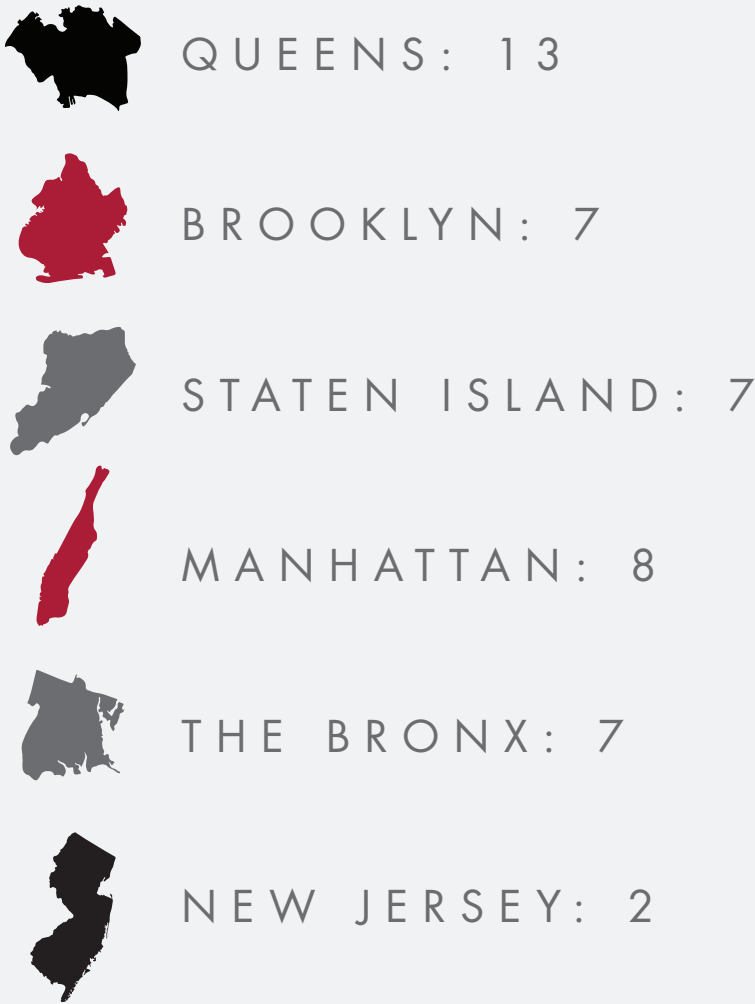 QUEENS: 13
BROOKLYN: 7
STATEN ISLAND: 7
MANHATTAN: 8
THE BRONX: 7
NEW JERSEY: 2